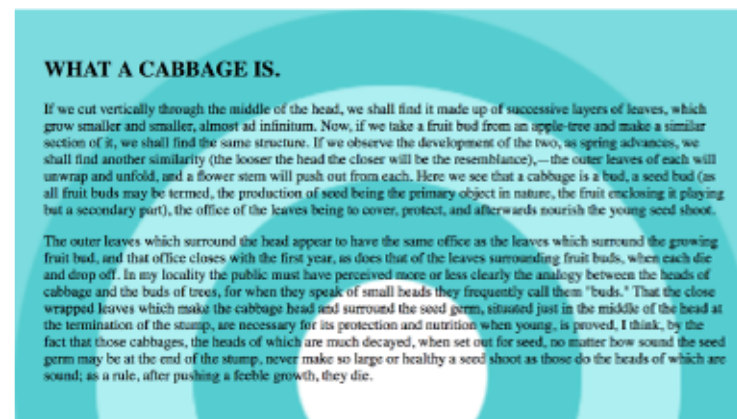 WHAT A CABBAGE IS.
If we cut vertically through the middle of the head, we shall find it made up of successive layers of leaves, which
grow smaller and smaller, almost ad infinitum. Now, if we take a fruit bud from an apple-tree and make a similar
section of it, we shall find the same structure. If we observe the development of the two, as spring advances, we
shall find another similarity (the looser the head the closer will be the resemblance),—the outer leaves of each will
unwrap and unfold, and a flower stem will push out from each. Here we see that a cabbage is a bud, a seed bud (as
all fruit buds may be termed, the production of seed being the primary object in nature, the fruit enclosing it playing
but a secondary part), the office of the leaves being to cover, protect, and afterwards nourish the young seed shoot.
The outer leaves which surround the head appear to have the same office as the leaves which surround the growing
fruit bud, and that office closes with the first year, as does that of the leaves surrounding fruit buds, when each die
and drop off. In my locality the public must have perceived more or less clearly the analogy between the heads of
cabbage and the buds of trees, for when they speak of small heads they frequently call them "buds." That the close
wrapped leaves which make the cabbage head and surround the seed germ, situated just in the middle of the head at
the termination of the stump, are necessary for its protection and nutrition when young, is proved, I think, by the
fact that those cabbages, the heads of which are much decayed, when set out for seed, no matter how sound the seed
germ may be at the end of the stump, never make so large or healthy a seed shoot as those do the heads of which are
sound; as a rule, after pushing a feeble growth, they die.